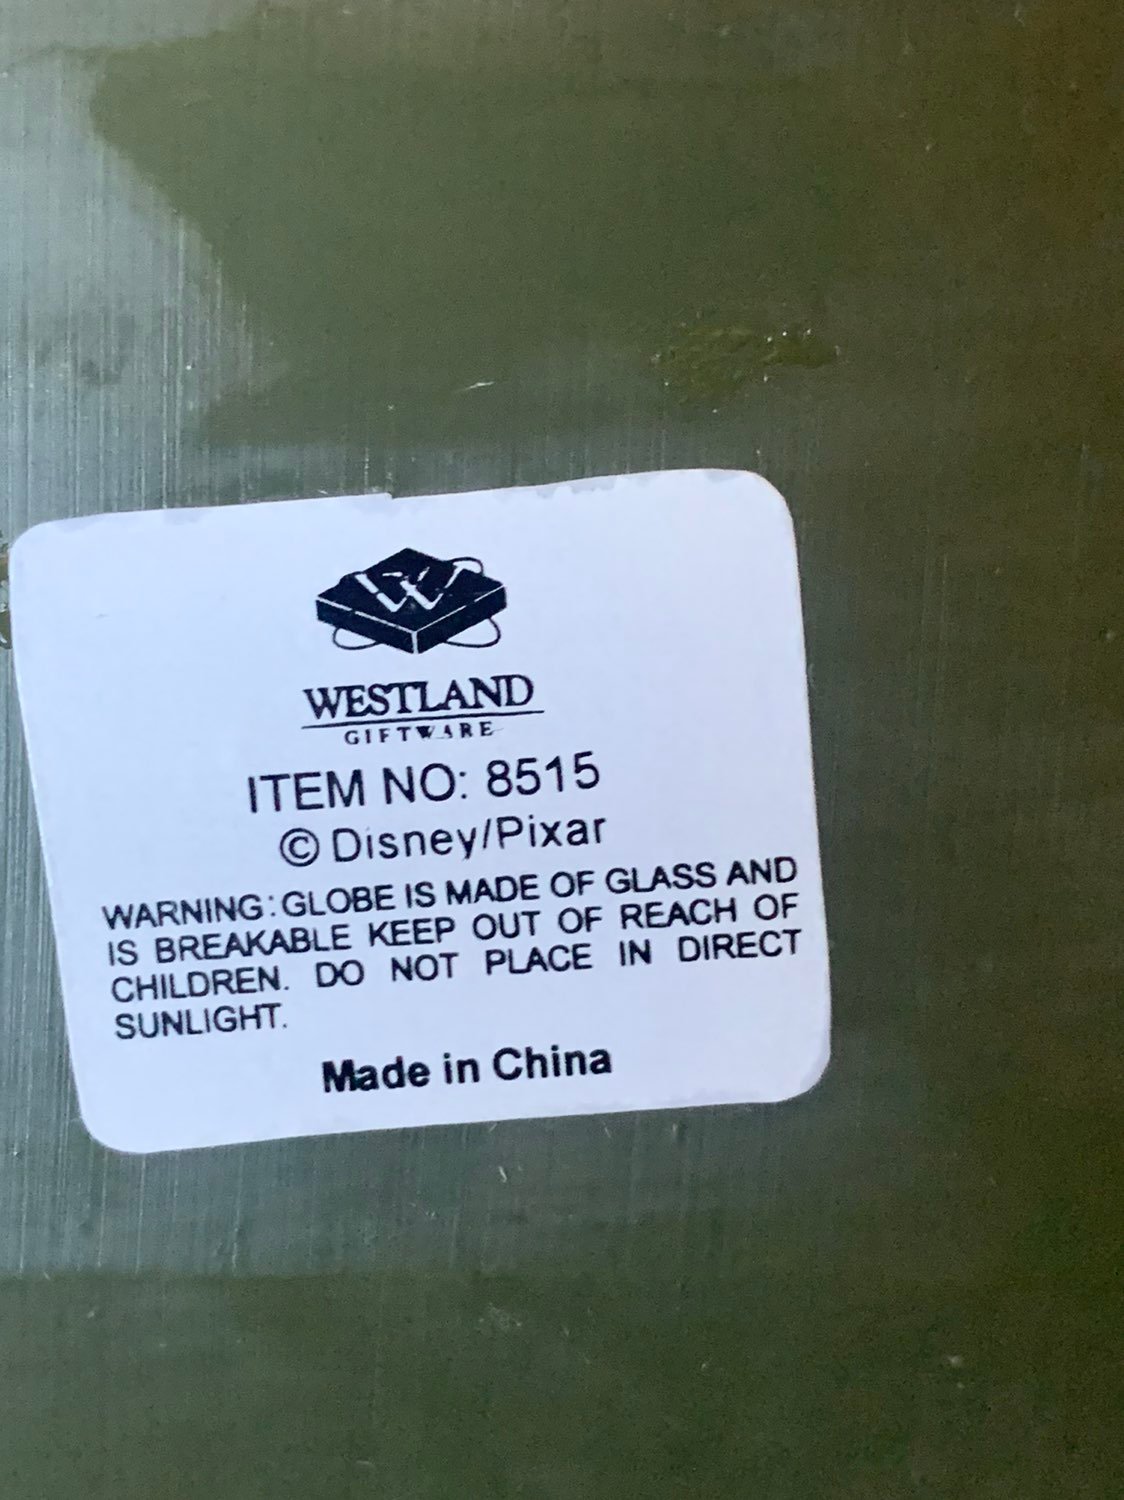 W
WESTLAND
GIFTWARE
ITEM NO: 8515
© Disney/Pixar
WARNING: GLOBE IS MADE OF GLASS AND
IS BREAKABLE KEEP OUT OF REACH OF
CHILDREN. DO NOT PLACE IN DIRECT
SUNLIGHT.
Made in China